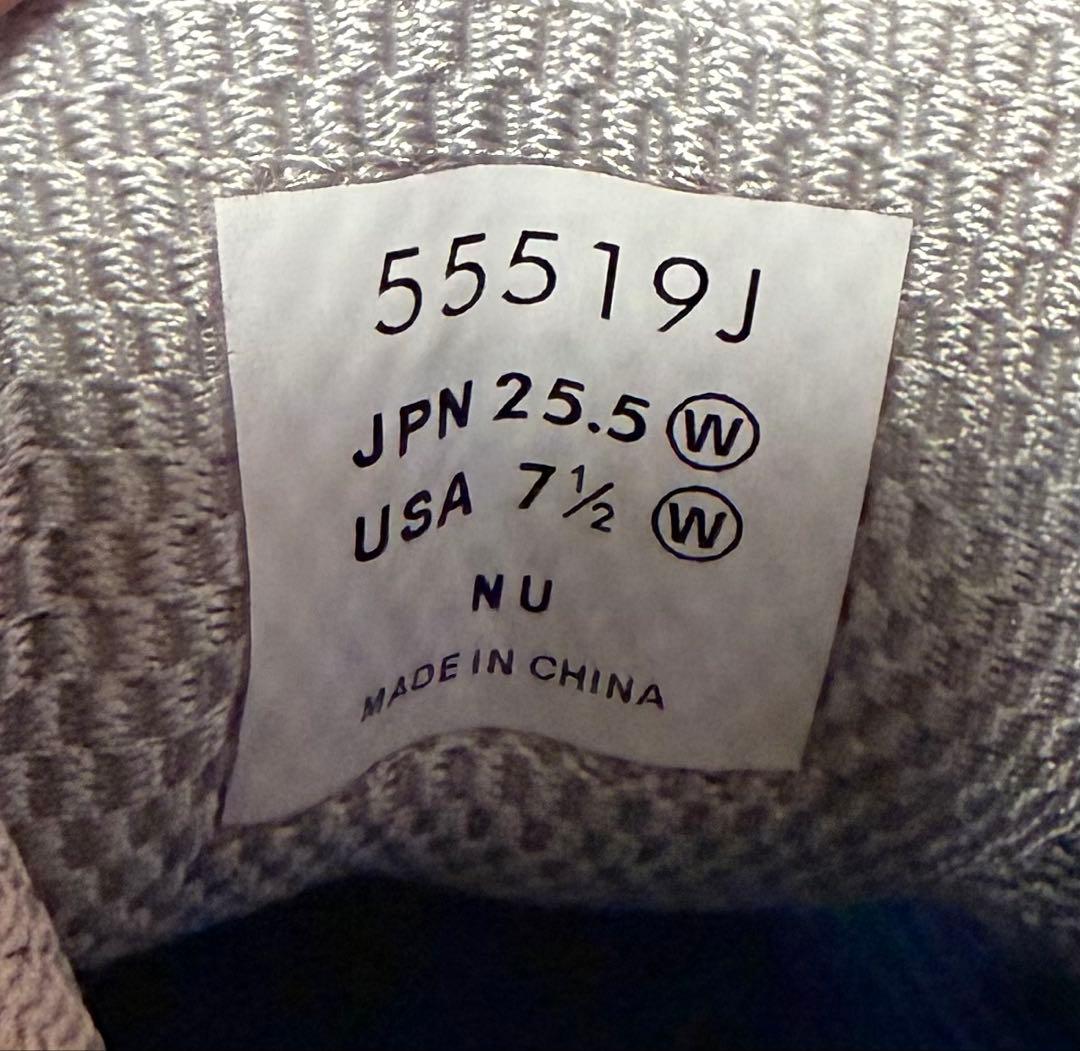 55519J
JPN 25.5 Ⓦ
USA 7½ Ⓦ
NU
MADE IN CHINA